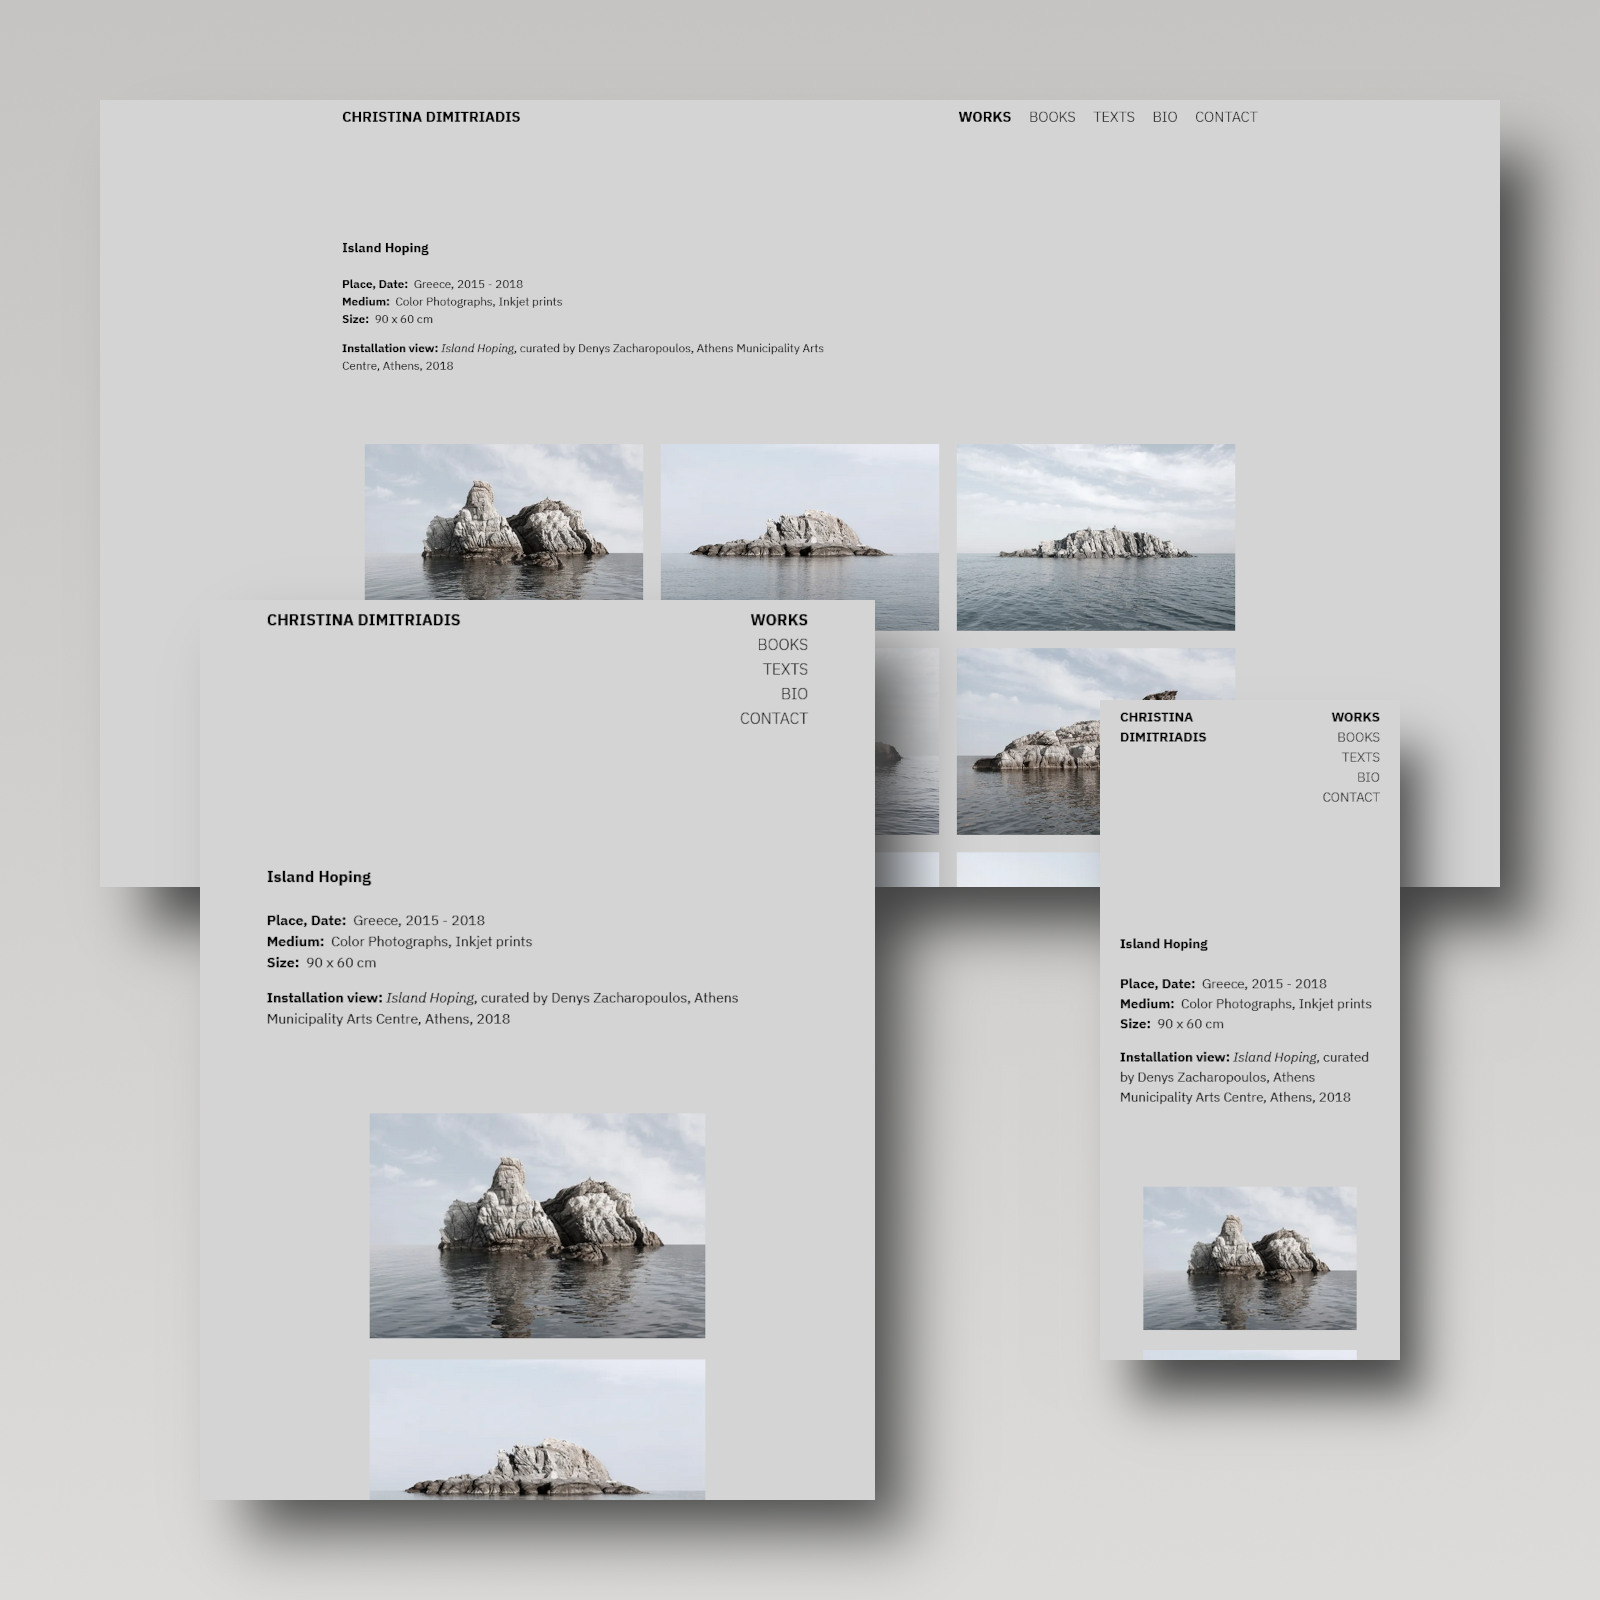 CHRISTINA DIMITRIADIS
WORKS BOOKS TEXTS BIO CONTACT
Island Hoping
Place, Date: Greece, 2015 - 2018
Medium: Color Photographs, Inkjet prints
Size: 90 x 60 cm
Installation view: Island Hoping, curated by Denys Zacharopoulos, Athens Municipality Arts
Centre, Athens, 2018
CHRISTINA DIMITRIADIS
WORKS
BOOKS
TEXTS
BIO
CONTACT
Island Hoping
Place, Date: Greece, 2015 - 2018
Medium: Color Photographs, Inkjet prints
Size: 90 x 60 cm
Installation view: Island Hoping, curated by Denys Zacharopoulos, Athens
Municipality Arts Centre, Athens, 2018
CHRISTINA
DIMITRIADIS
WORKS
BOOKS
TEXTS
BIO
CONTACT
Island Hoping
Place, Date: Greece, 2015 - 2018
Medium: Color Photographs, Inkjet prints
Size: 90 x 60 cm
Installation view: Island Hoping, curated
by Denys Zacharopoulos, Athens
Municipality Arts Centre, Athens, 2018